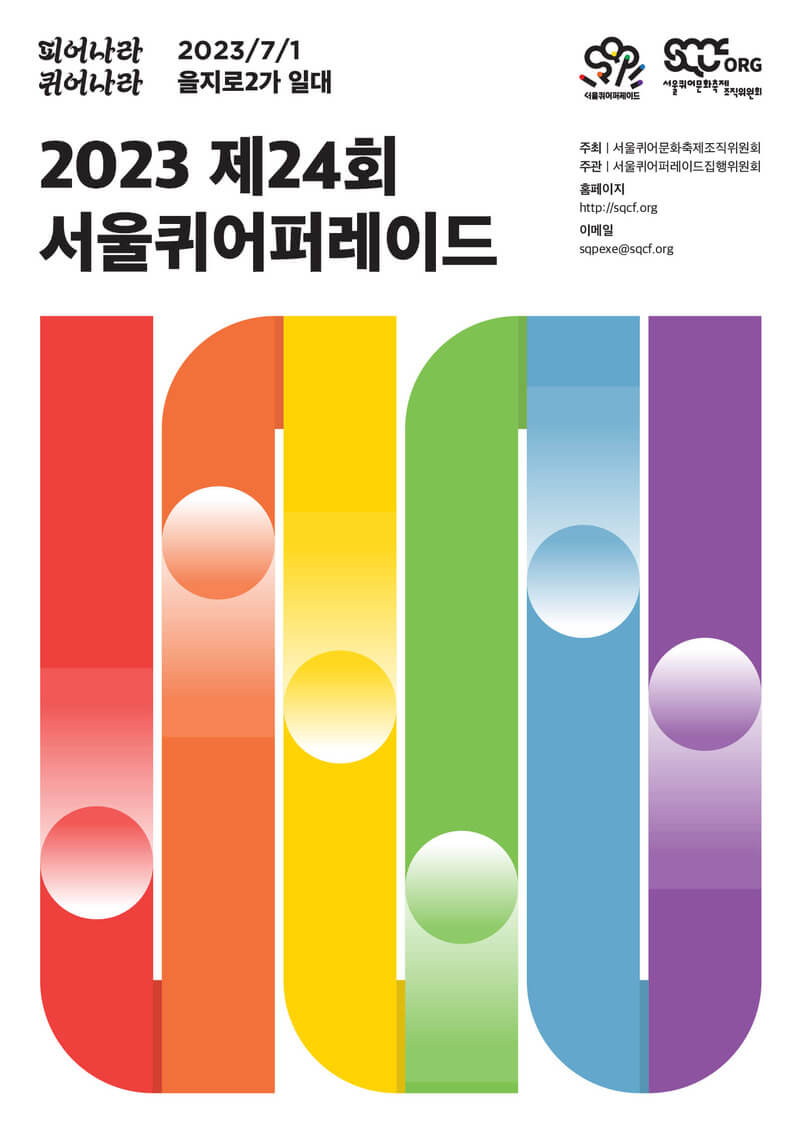 피어나라
퀴어나라
2023/7/1
을지로2가 일대
서울퀴어퍼레이드
SQCF.ORG
서울퀴어문화축제
조직위원회
2023 제24회
서울퀴어퍼레이드
주최 | 서울퀴어문화축제조직위원회
주관 | 서울퀴어퍼레이드집행위원회
홈페이지
http://sqcf.org
이메일
sqpexe@sqcf.org